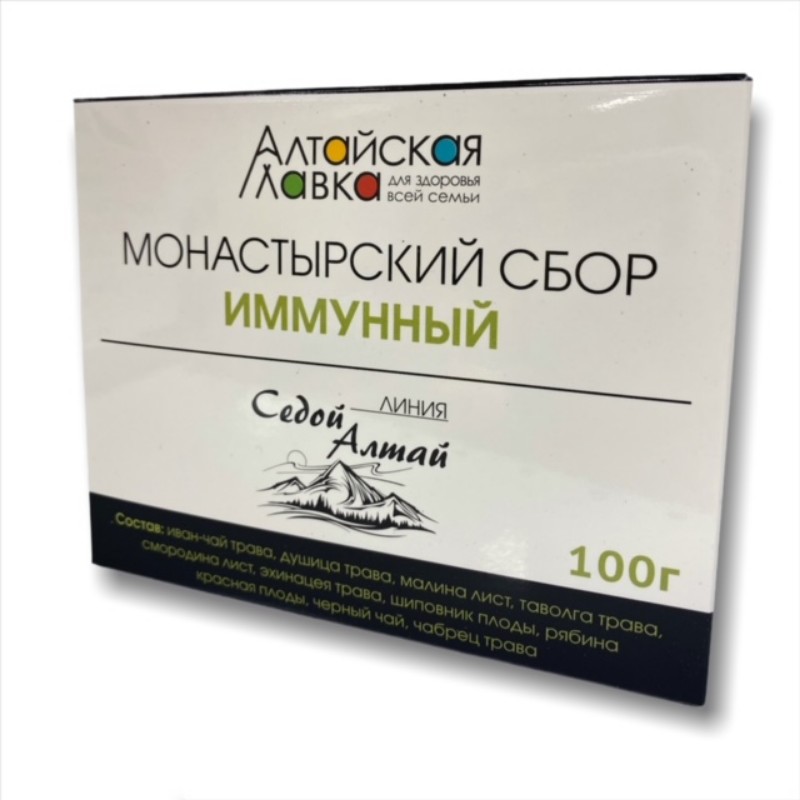 Алтайская
Лавка для здоровья
всей семьи
МОНАСТЫРСКИЙ СБОР
ИММУННЫЙ
ЛИНИЯ
Седой
Алтай
100г
Состав: иван-чай трава, душица трава, малина лист, таволга трава,
смородина лист, эхинацея трава, шиповник плоды, рябина
красная плоды, черный чай, чабрец трава